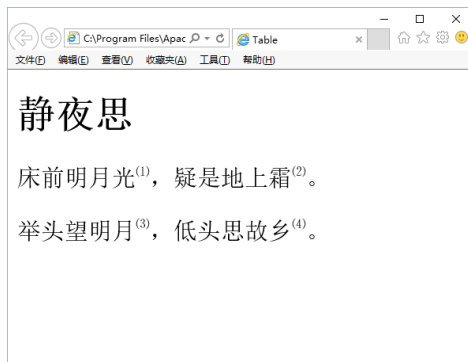 C:\Program Files\Apac
Table
文件(F) 编辑(E) 查看(V) 收藏夹(A) 工具(T) 帮助(H)
静夜思
床前明月光(1)，疑是地上霜(2)。
举头望明月(3)，低头思故乡(4)。